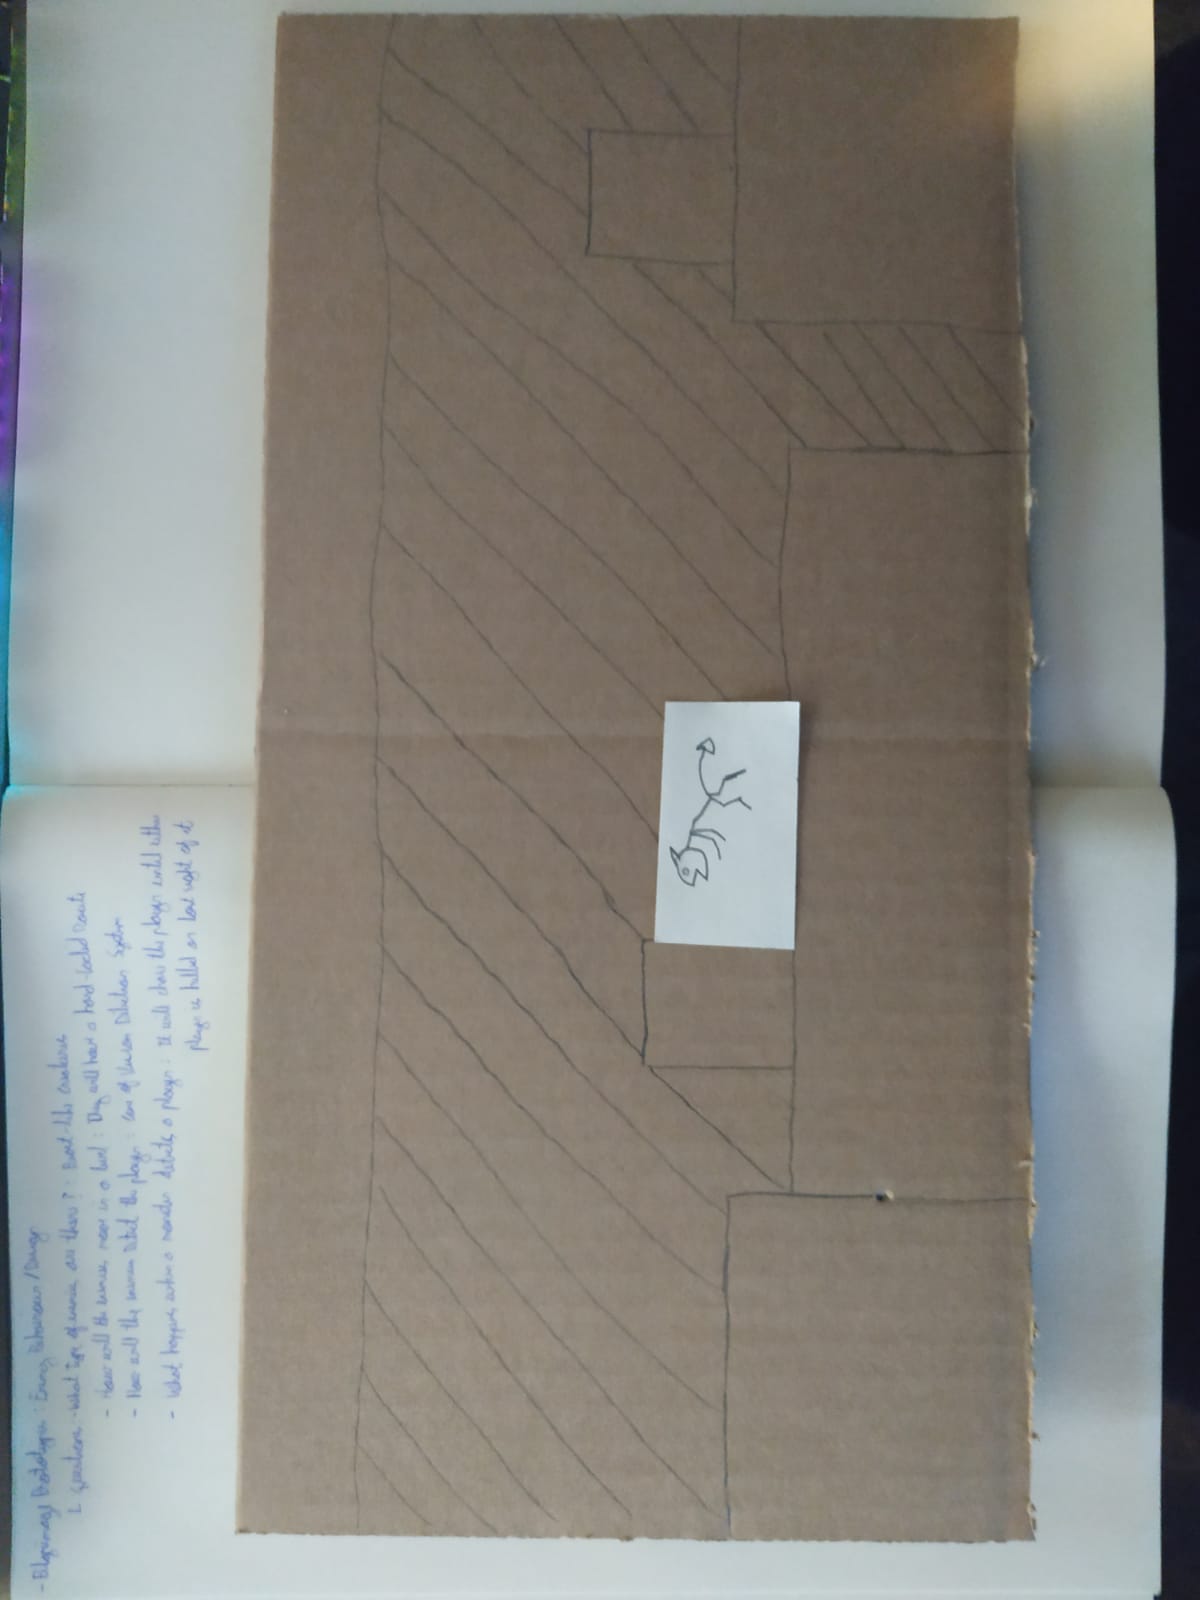 - Pilgrimage Prototype : Enemy Behaviour / Design
1. Questions - What type of enemies are there? : Beast-like Creatures
- How will the enemies move in a level : They will have a hard-coded Route
- How will the enemies detect the player : Cone of Vision Detection System
- What happens when a monster detects a player : It will chase the player until either
player is killed or lost sight of it